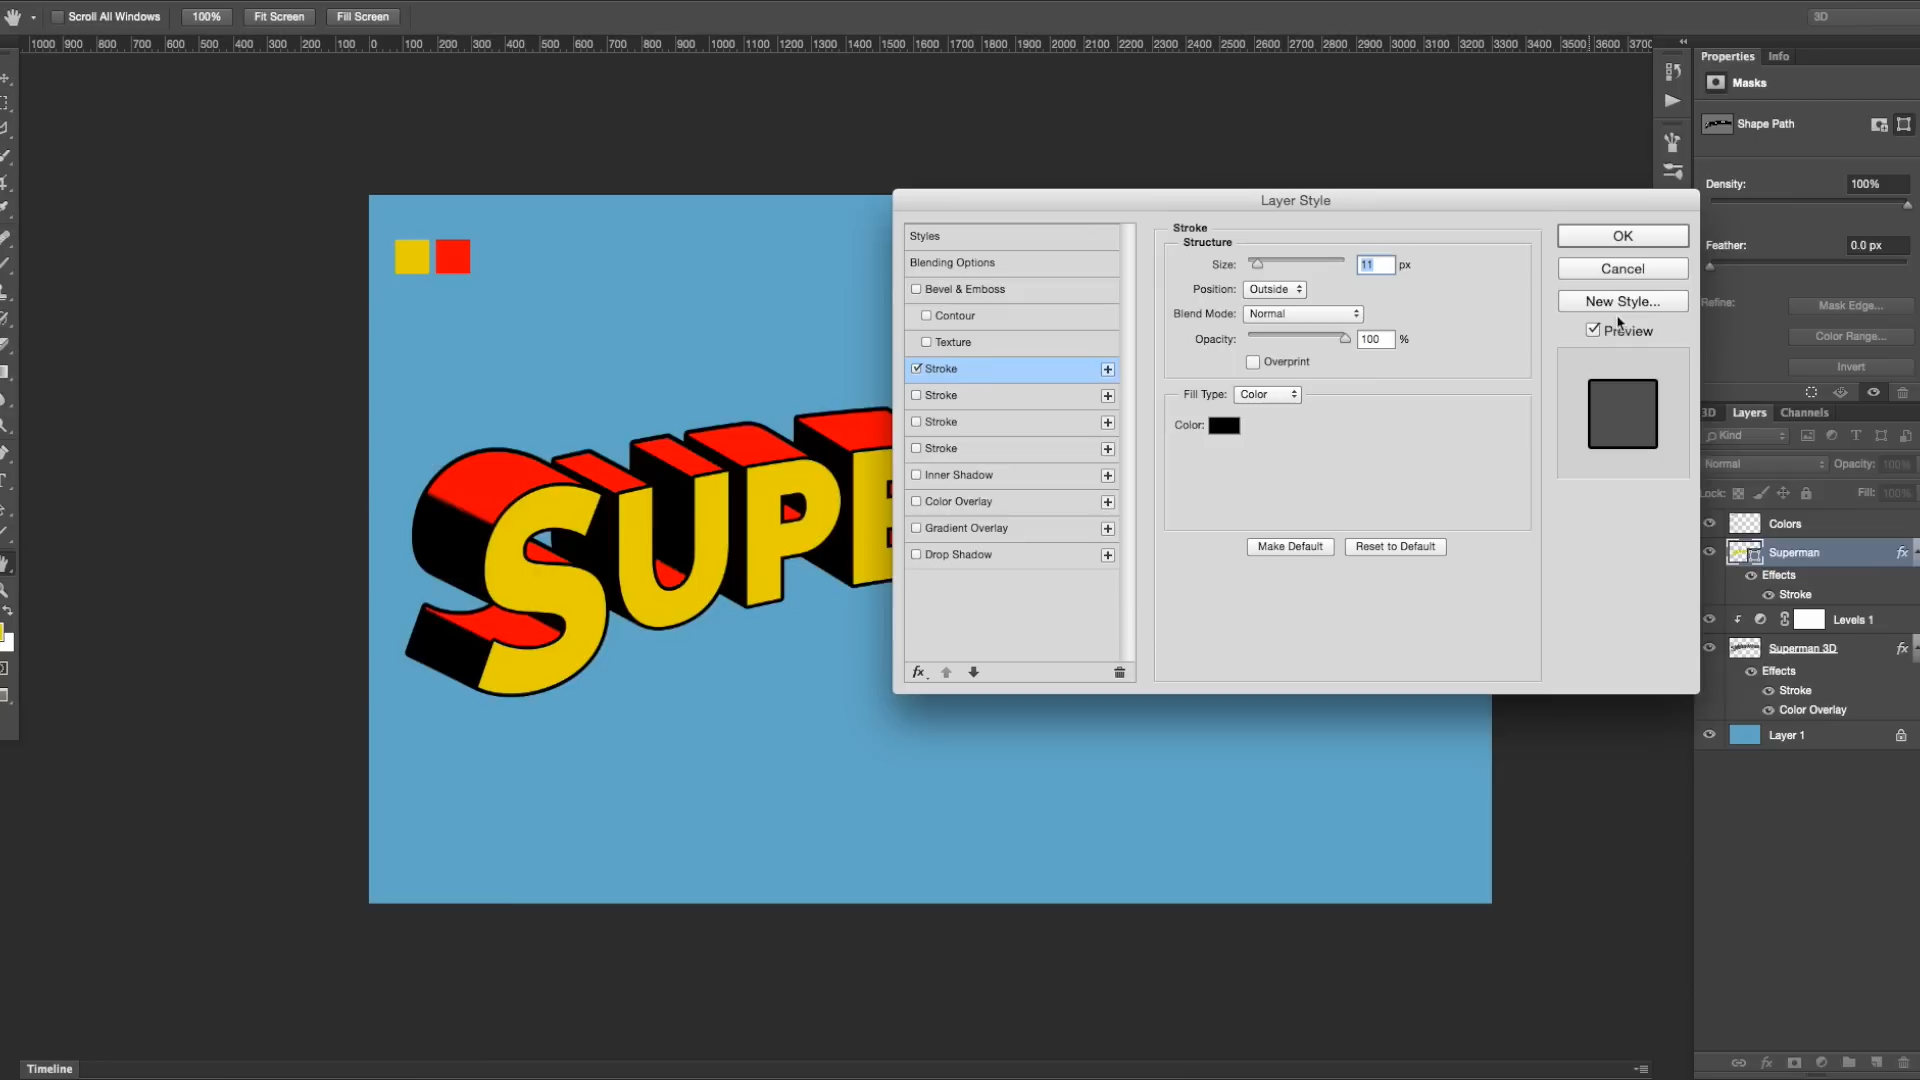 Scroll All Windows 100% Fit Screen Fill Screen 3D
1000 900 800 700 600 500 400 300 200 100 0 100 200 300 400 500 600 700 800 900 1000 1100 1200 1300 1400 1500 1600 1700 1800 1900 2000 2100 2200 2300 2400 2500 2600 2700 2800 2900 3000 3100 3200 3300 3400 3500 3600 3700
Properties Info
Masks
Shape Path
Density: 100%
Feather: 0.0 px
Refine: Mask Edge...
Color Range...
Invert
Layer Style
Styles
Blending Options
Bevel & Emboss
Contour
Texture
Stroke
Stroke
Stroke
Stroke
Inner Shadow
Color Overlay
Gradient Overlay
Drop Shadow
fx
Stroke
Structure
Size: 11 px
Position: Outside
Blend Mode: Normal
Opacity: 100 %
Overprint
Fill Type: Color
Color:
Make Default Reset to Default
OK
Cancel
New Style...
Preview
SUPE
3D Layers Channels
Kind
Normal Opacity: 100%
Lock: Fill: 100%
Colors
Superman fx
Effects
Stroke
Levels 1
Superman 3D fx
Effects
Stroke
Color Overlay
Layer 1
fx
Timeline